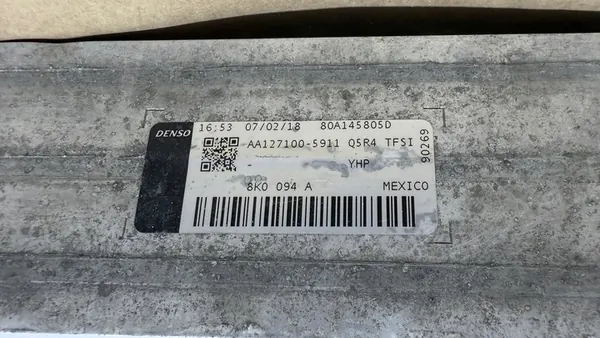 DENSO
16:53 07/02/18 80A145805D
AA127100-5911 Q5R4 TFSI
- YHP
8K0 094 A MEXICO
90269